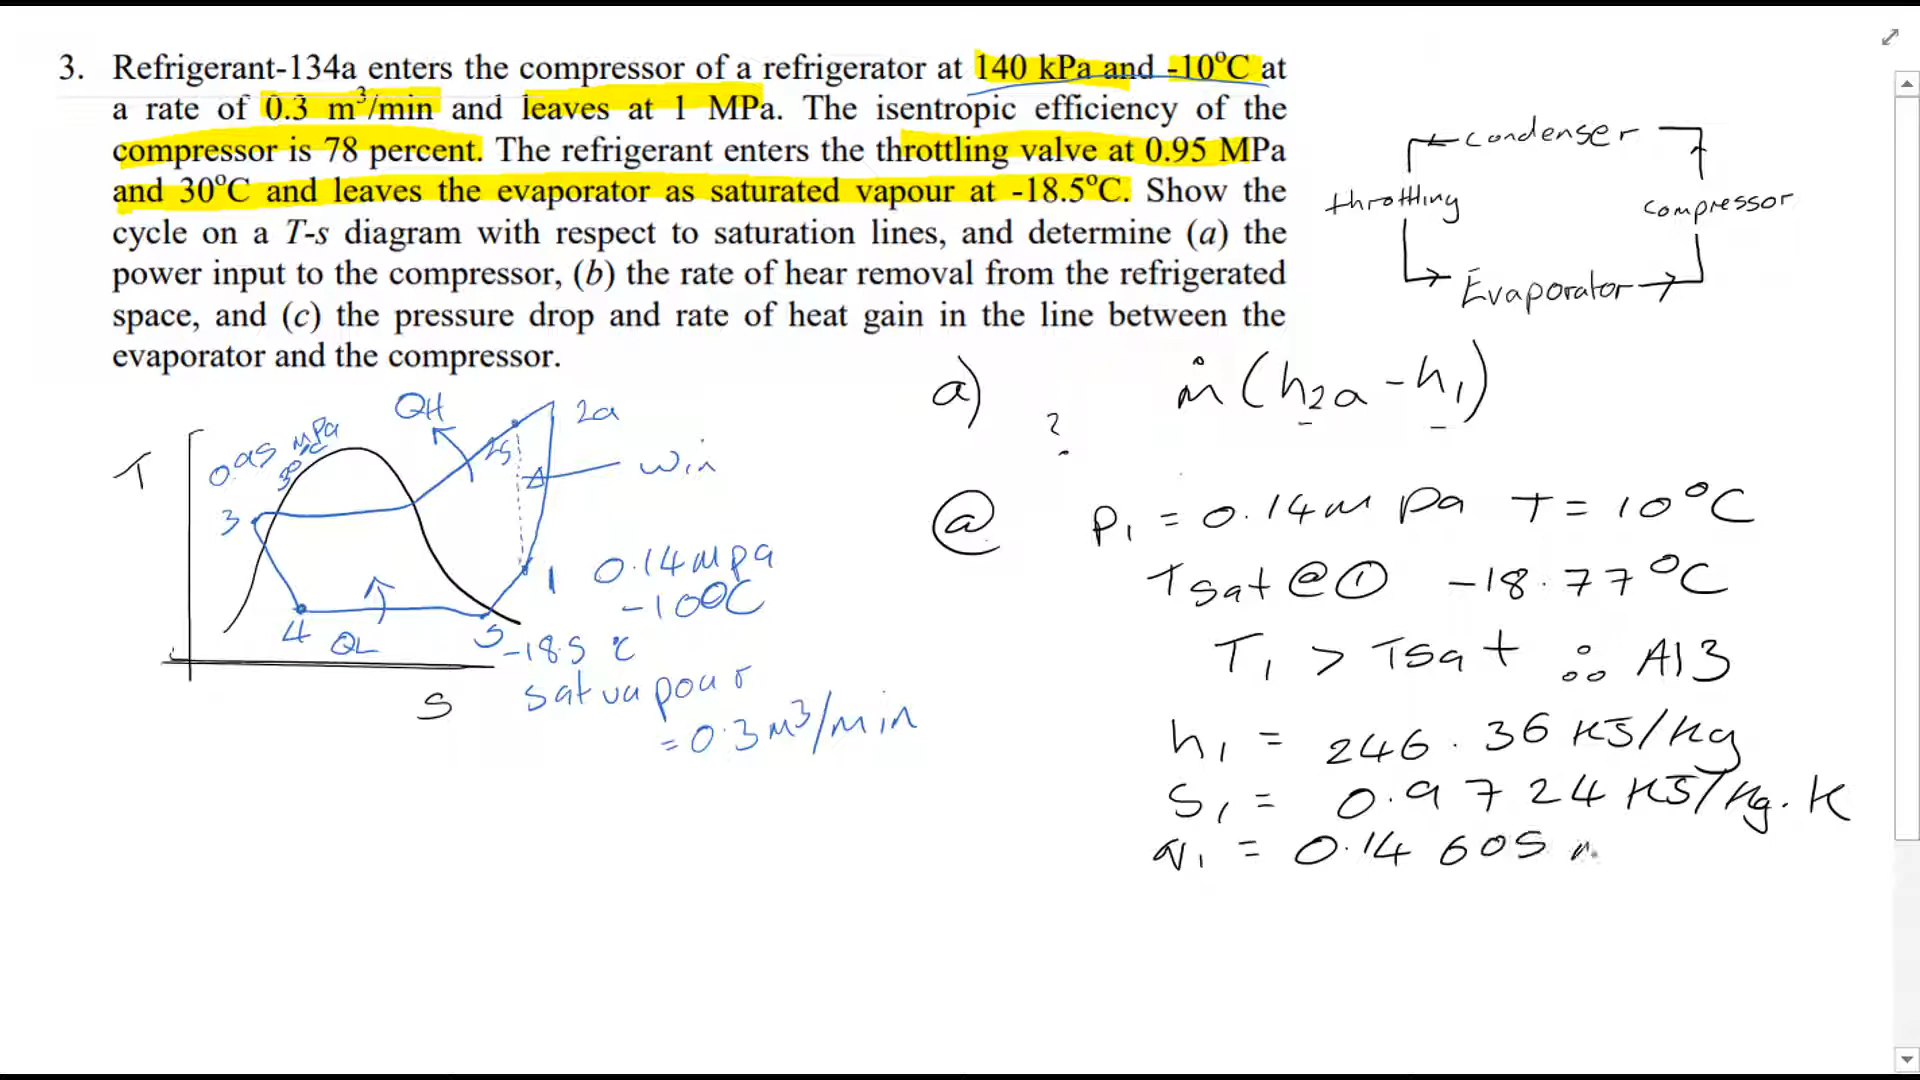 3. Refrigerant-134a enters the compressor of a refrigerator at 140 kPa and -10°C at
a rate of 0.3 m³/min and leaves at 1 MPa. The isentropic efficiency of the
compressor is 78 percent. The refrigerant enters the throttling valve at 0.95 MPa
and 30°C and leaves the evaporator as saturated vapour at -18.5°C. Show the
cycle on a T-s diagram with respect to saturation lines, and determine (a) the
power input to the compressor, (b) the rate of hear removal from the refrigerated
space, and (c) the pressure drop and rate of heat gain in the line between the
evaporator and the compressor.
condenser
throttling
compressor
Evaporator
T
0.95 MPa
30°C
QH
2s
2a
Win
3
1
0.14 mpa
-10°C
4
QL
5
-18.5 °C
sat vapour
= 0.3 m³/min
S
a) ṁ (h2a - h1)
?
@ P1 = 0.14 m Pa T = 10°C
Tsat @ ① -18.77°C
T1 > Tsat ∴ A13
h1 = 246.36 KJ/Kg
S1 = 0.9724 KJ/Kg.K
v1 = 0.14605